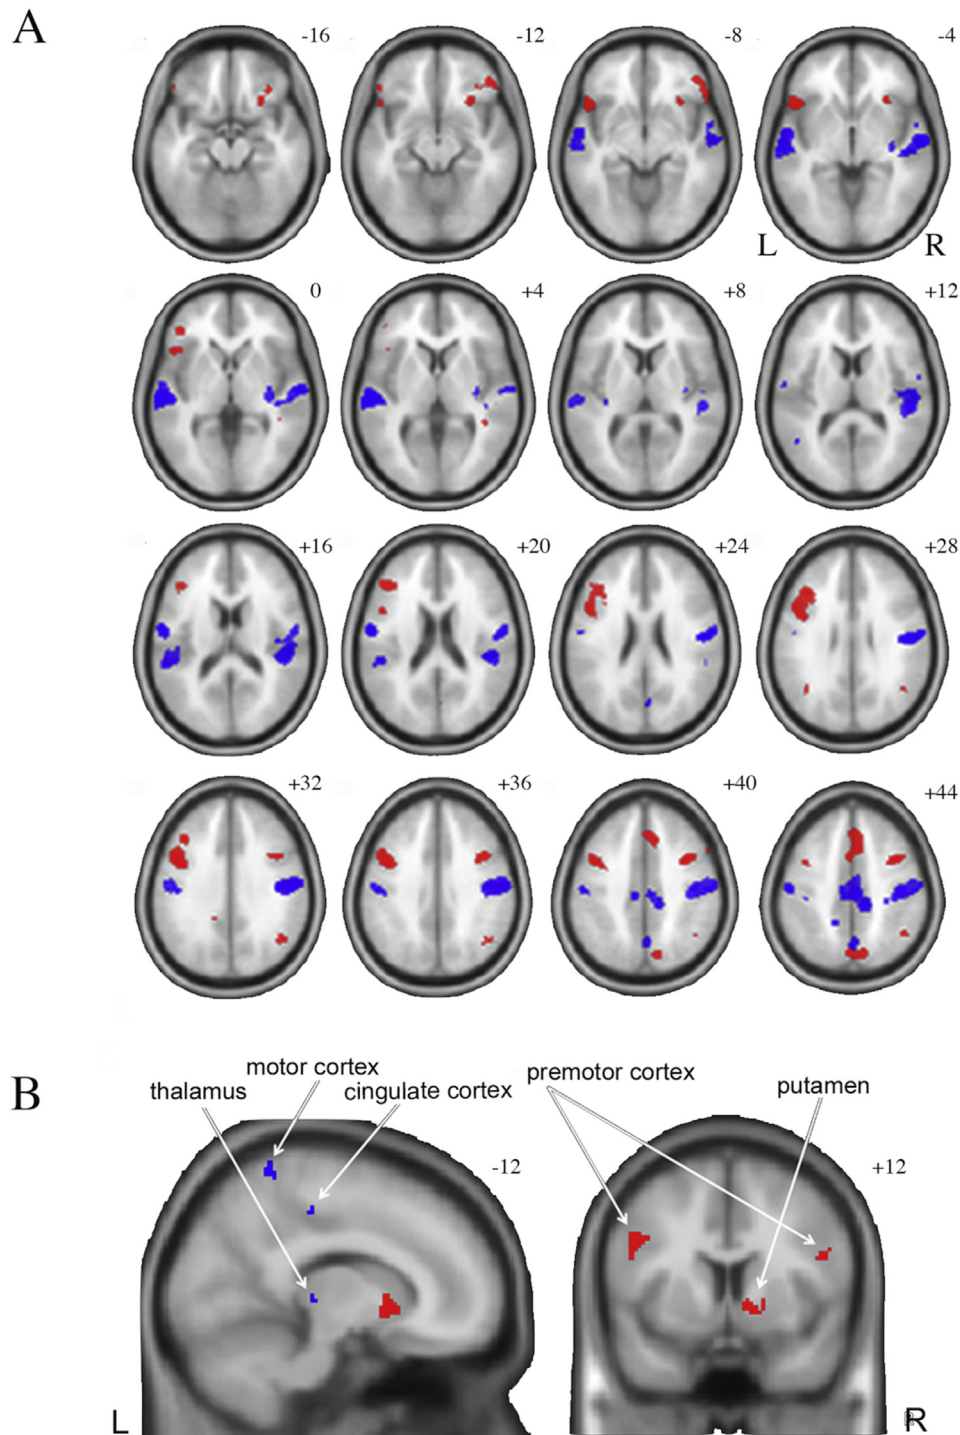 A
-16
-12
-8
-4
L
R
0
+4
+8
+12
+16
+20
+24
+28
+32
+36
+40
+44
B
motor cortex
thalamus
cingulate cortex
premotor cortex
putamen
-12
+12
L
R